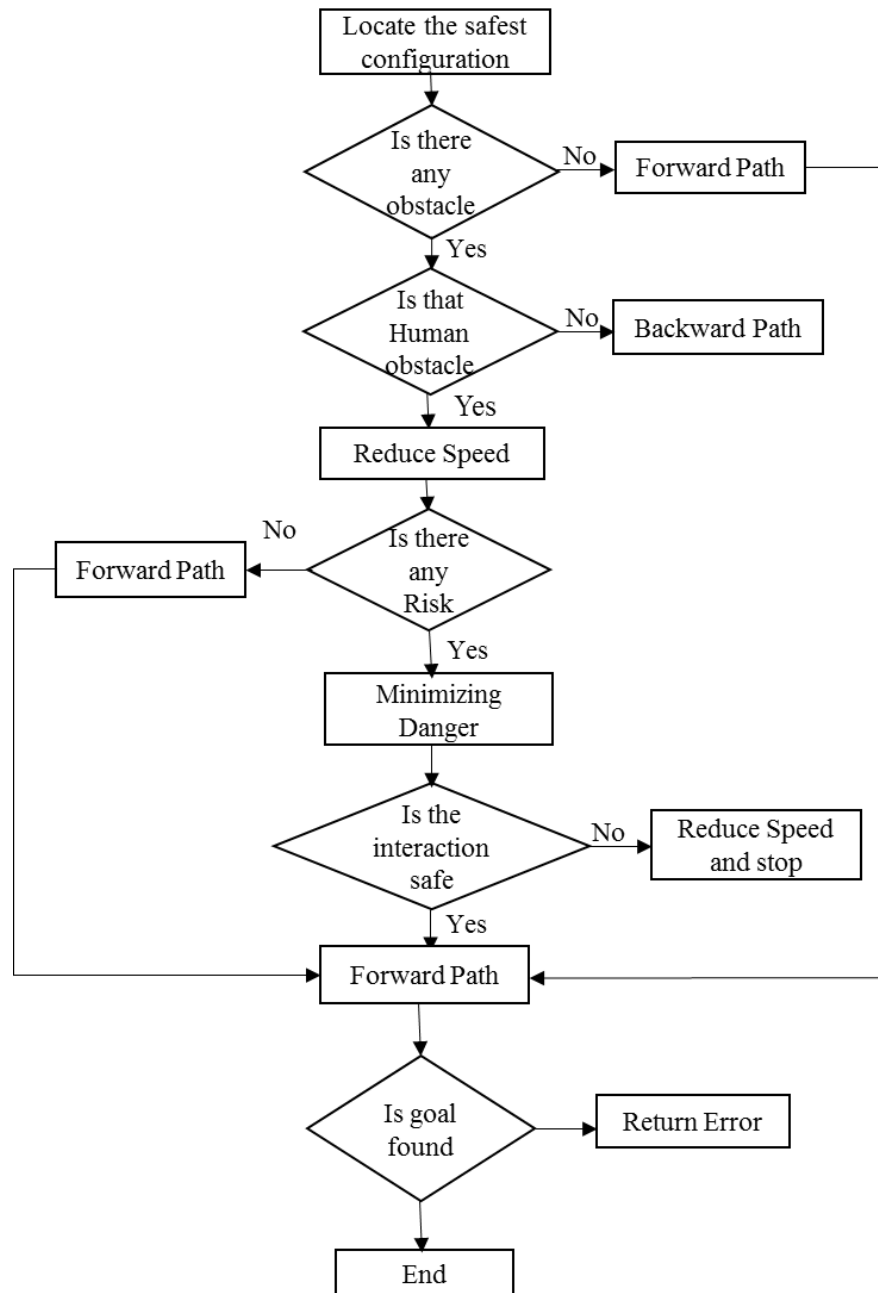 Locate the safest
configuration
Is there
any
obstacle
No
Forward Path
Yes
Is that
Human
obstacle
No
Backward Path
Yes
Reduce Speed
No
Is there
any
Risk
Forward Path
Yes
Minimizing
Danger
Is the
interaction
safe
No
Reduce Speed
and stop
Yes
Forward Path
Is goal
found
Return Error
End